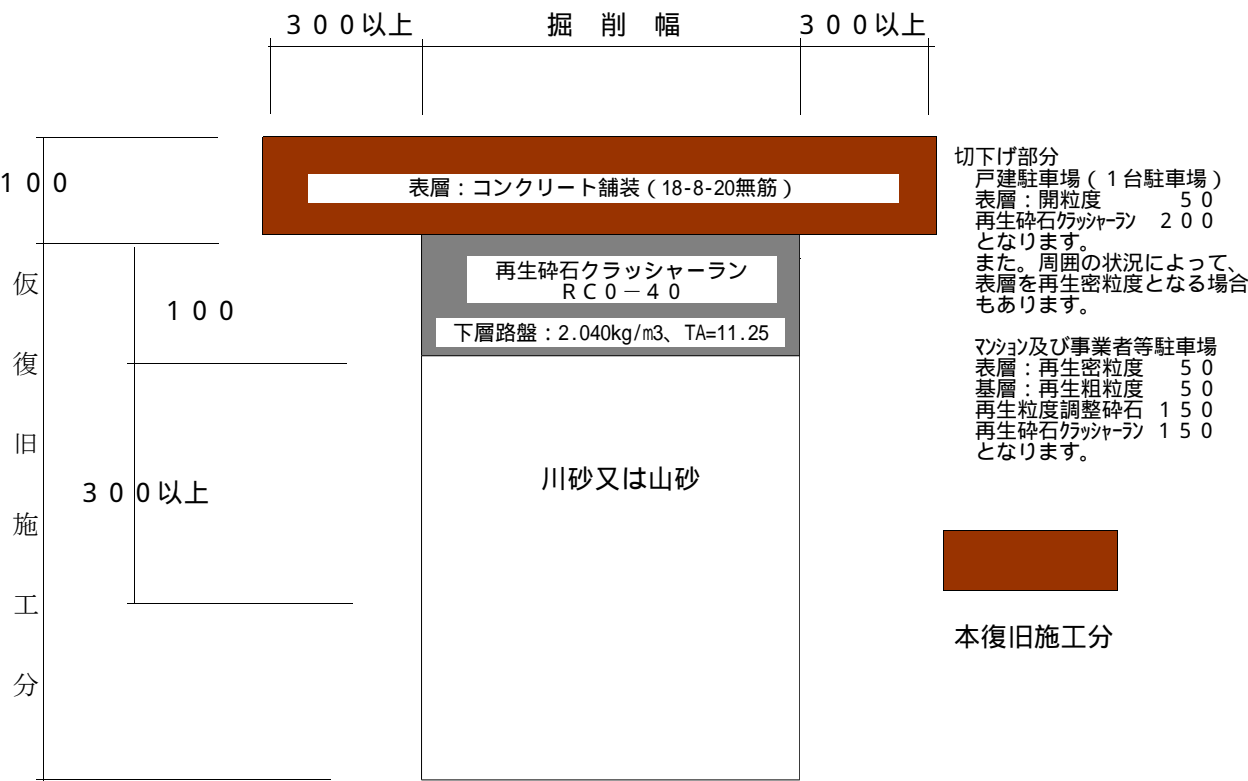 ３００以上　掘　削　幅　３００以上
１００
表層：コンクリート舗装（18-8-20無筋）
再生砕石クラッシャーラン
ＲＣ０－４０
下層路盤：2.040kg/m3、TA=11.25
１００
３００以上
川砂又は山砂
仮復旧施工分
切下げ部分
戸建駐車場（１台駐車場）
表層：開粒度　５０
再生砕石ｸﾗｯｼｬｰﾗﾝ　２００
となります。
また。周囲の状況によって、
表層を再生密粒度となる場合
もあります。
ﾏﾝｼｮﾝ及び事業者等駐車場
表層：再生密粒度　５０
基層：再生粗粒度　５０
再生粒度調整砕石　１５０
再生砕石ｸﾗｯｼｬｰﾗﾝ　１５０
となります。
本復旧施工分